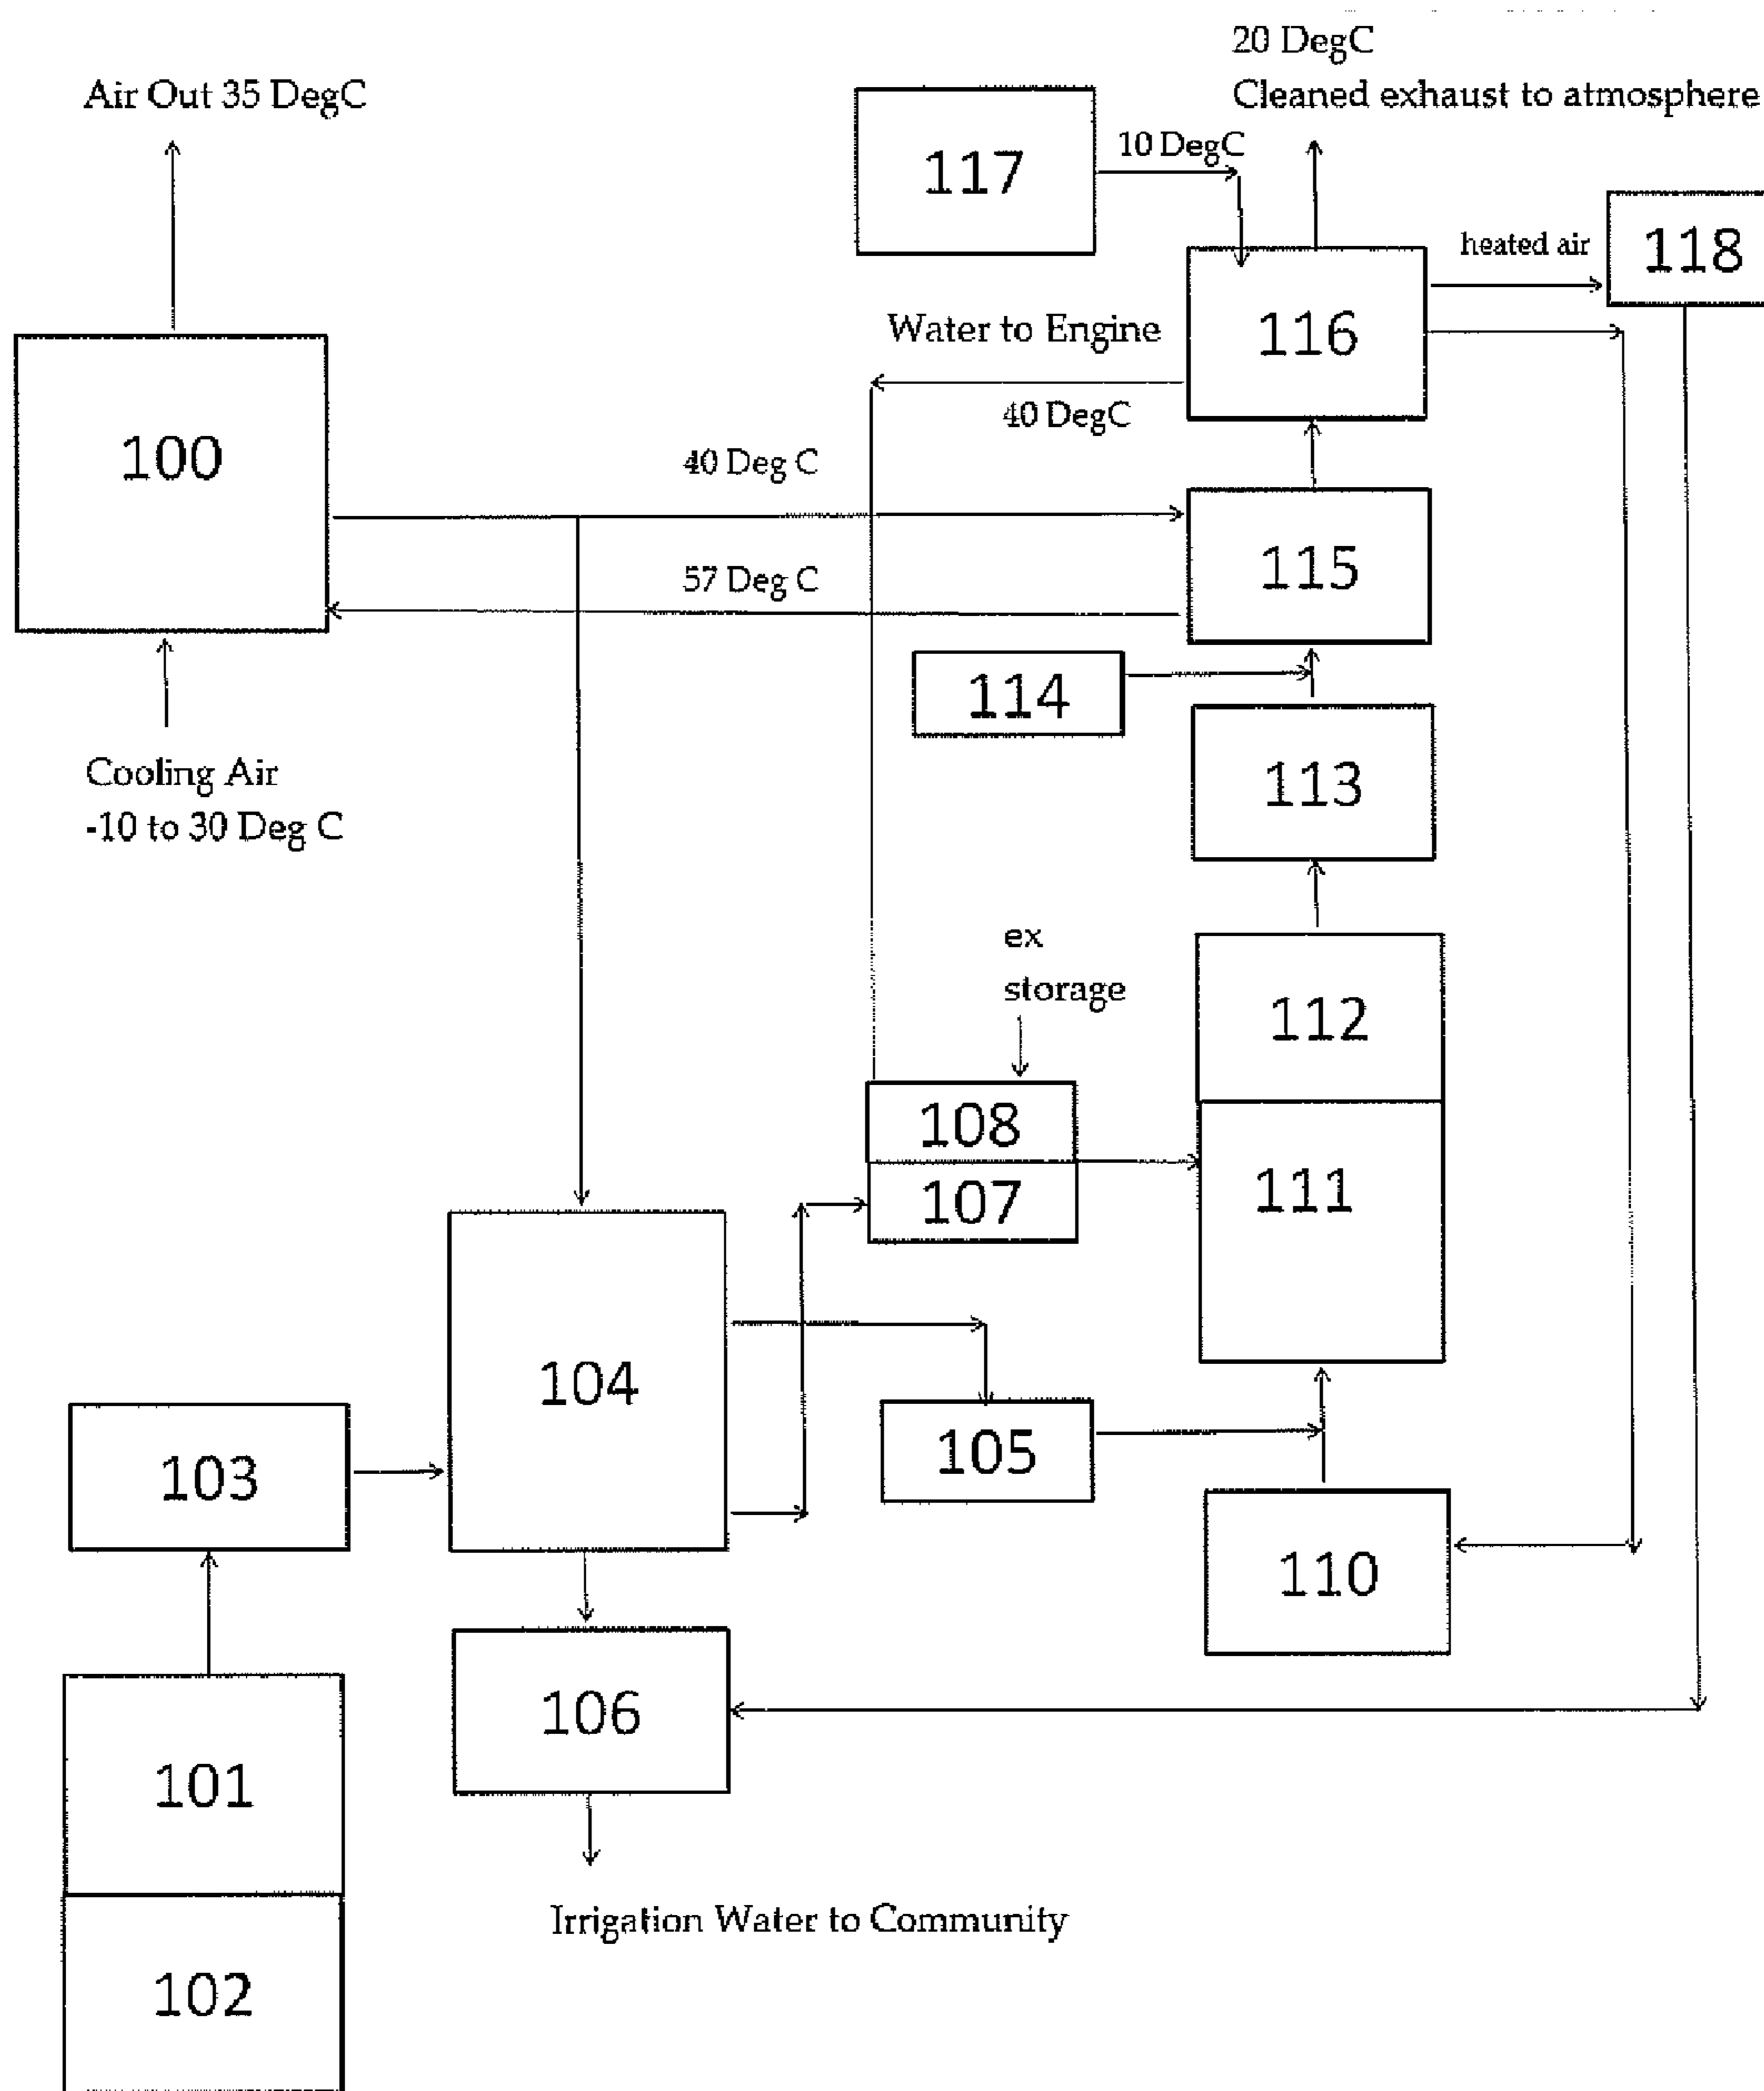 20 DegC
Cleaned exhaust to atmosphere
Air Out 35 DegC
117
10 DegC
118
heated air
116
Water to Engine
40 DegC
100
40 Deg C
115
57 Deg C
114
113
Cooling Air
-10 to 30 Deg C
ex
storage
112
108
107
111
104
105
103
110
106
101
102
Irrigation Water to Community